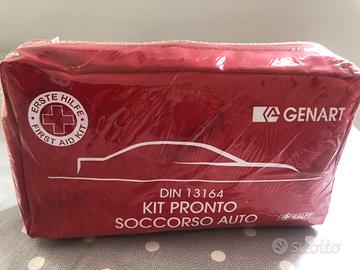 ERSTE HILFE
FIRST AID KIT
GENART
DIN 13164
KIT PRONTO
SOCCORSO AUTO
subito